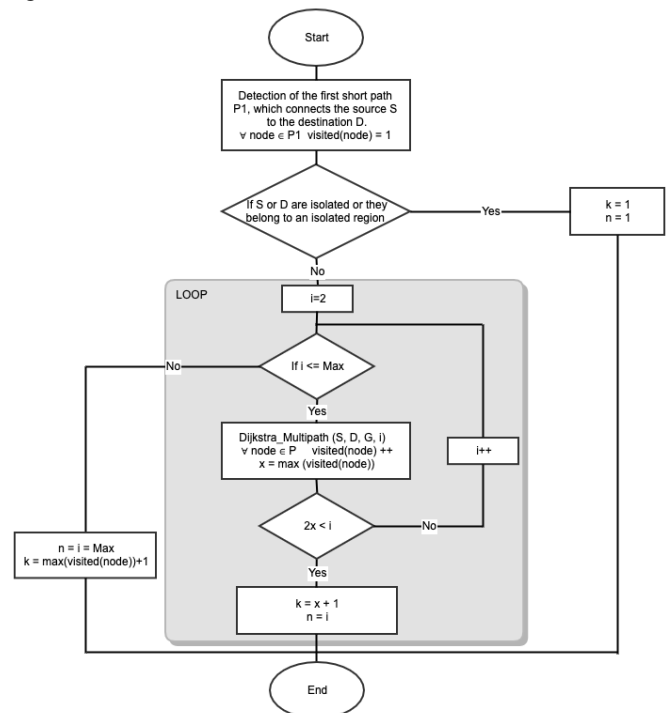 Start
Detection of the first short path
P1, which connects the source S
to the destination D.
∀ node ∈ P1 visited(node) = 1
If S or D are isolated or they
belong to an isolated region
Yes
k = 1
n = 1
No
LOOP
i=2
If i <= Max
No
Yes
Dijkstra_Multipath (S, D, G, i)
∀ node ∈ P visited(node) ++
x = max (visited(node))
i++
2x < i
No
n = i = Max
k = max(visited(node))+1
Yes
k = x + 1
n = i
End